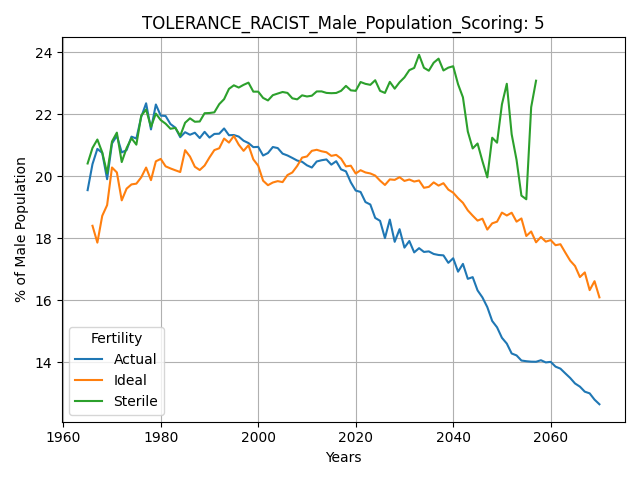 TOLERANCE_RACIST_Male_Population_Scoring: 5
% of Male Population
24
22
20
18
16
14
Fertility
Actual
Ideal
Sterile
1960
1980
2000
2020
2040
2060
Years